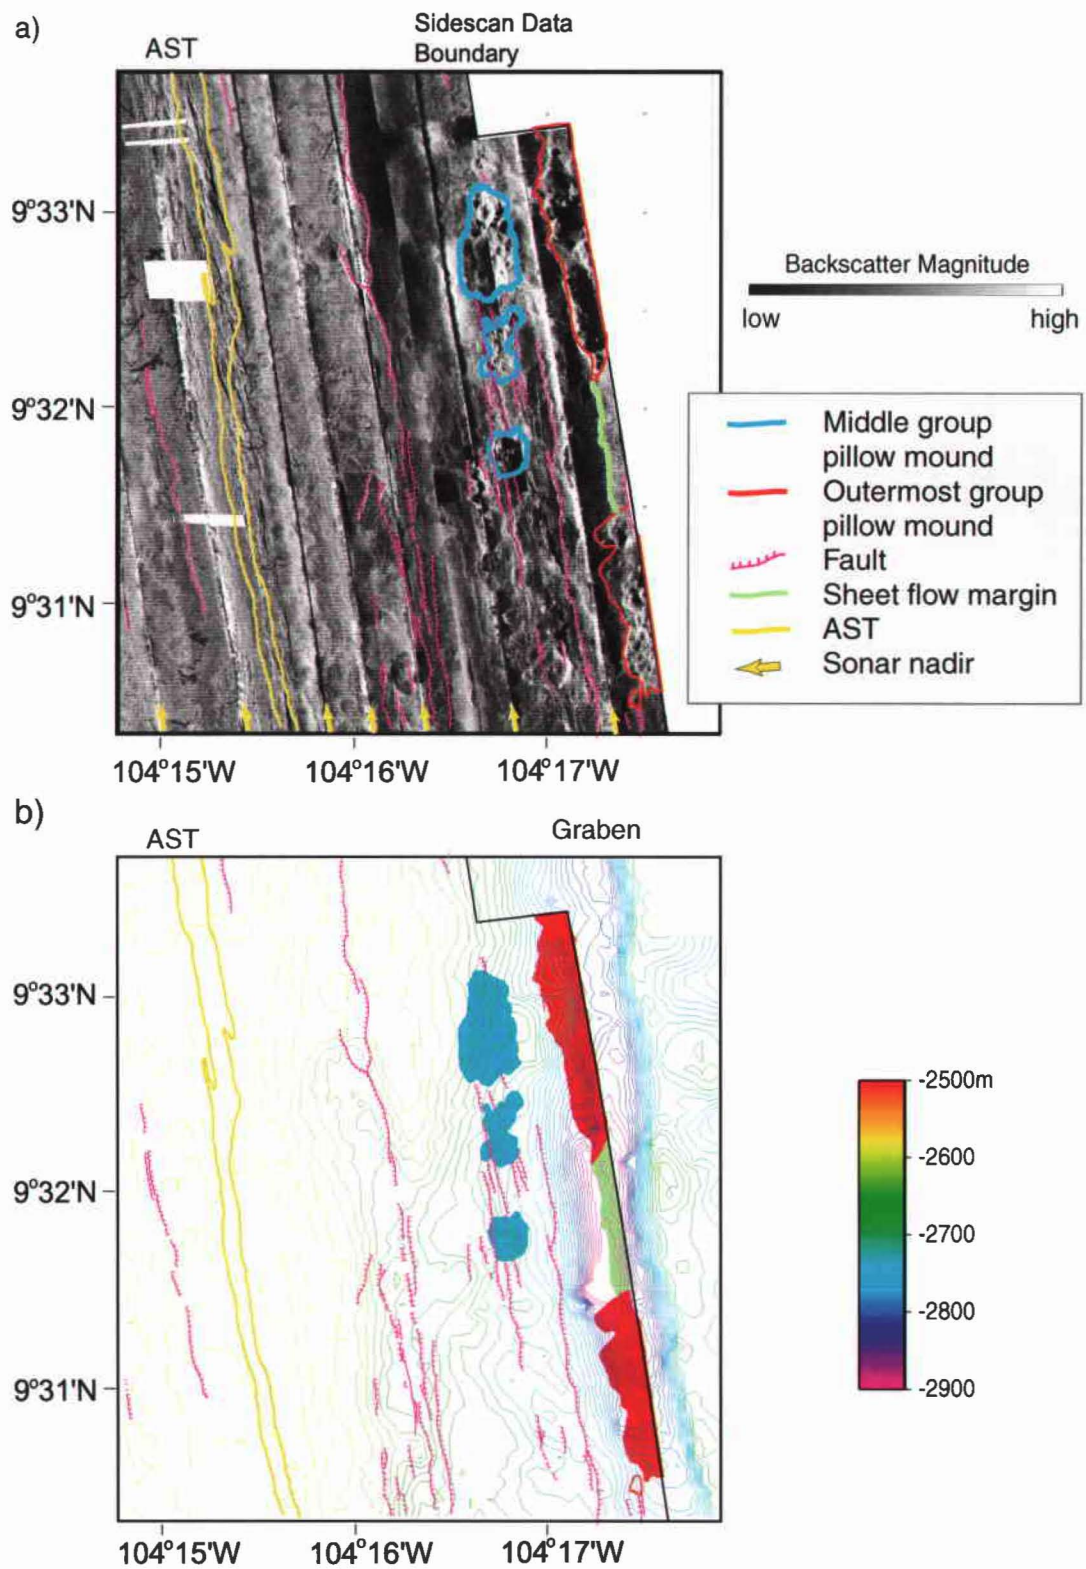 a)
AST
Sidescan Data
Boundary
9°33'N
9°32'N
9°31'N
104°15'W
104°16'W
104°17'W
Backscatter Magnitude
low
high
Middle group
pillow mound
Outermost group
pillow mound
Fault
Sheet flow margin
AST
Sonar nadir
b)
AST
Graben
9°33'N
9°32'N
9°31'N
104°15'W
104°16'W
104°17'W
-2500m
-2600
-2700
-2800
-2900